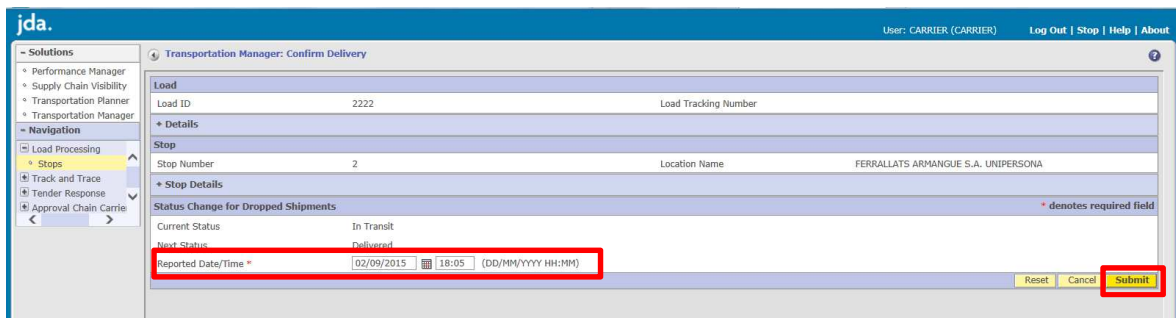 jda.
User: CARRIER (CARRIER) Log Out | Stop | Help | About
- Solutions
Performance Manager
Supply Chain Visibility
Transportation Planner
Transportation Manager
- Navigation
Load Processing
Stops
Track and Trace
Tender Response
Approval Chain Carrie
Transportation Manager: Confirm Delivery
Load
Load ID 2222 Load Tracking Number
+ Details
Stop
Stop Number 2 Location Name FERRALLATS ARMANGUE S.A. UNIPERSONA
+ Stop Details
Status Change for Dropped Shipments * denotes required field
Current Status In Transit
Next Status Delivered
Reported Date/Time * 02/09/2015 18:05 (DD/MM/YYYY HH:MM)
Reset Cancel Submit